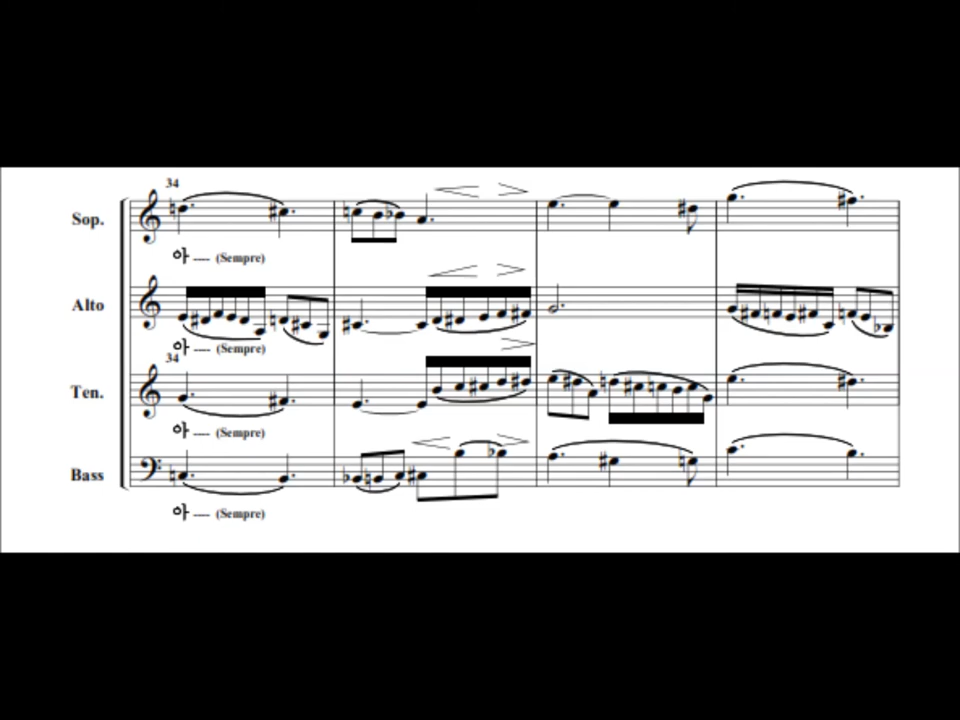 34
Sop.
아 ---- (Sempre)
Alto
아 ---- (Sempre)
34
Ten.
아 ---- (Sempre)
Bass
아 ---- (Sempre)